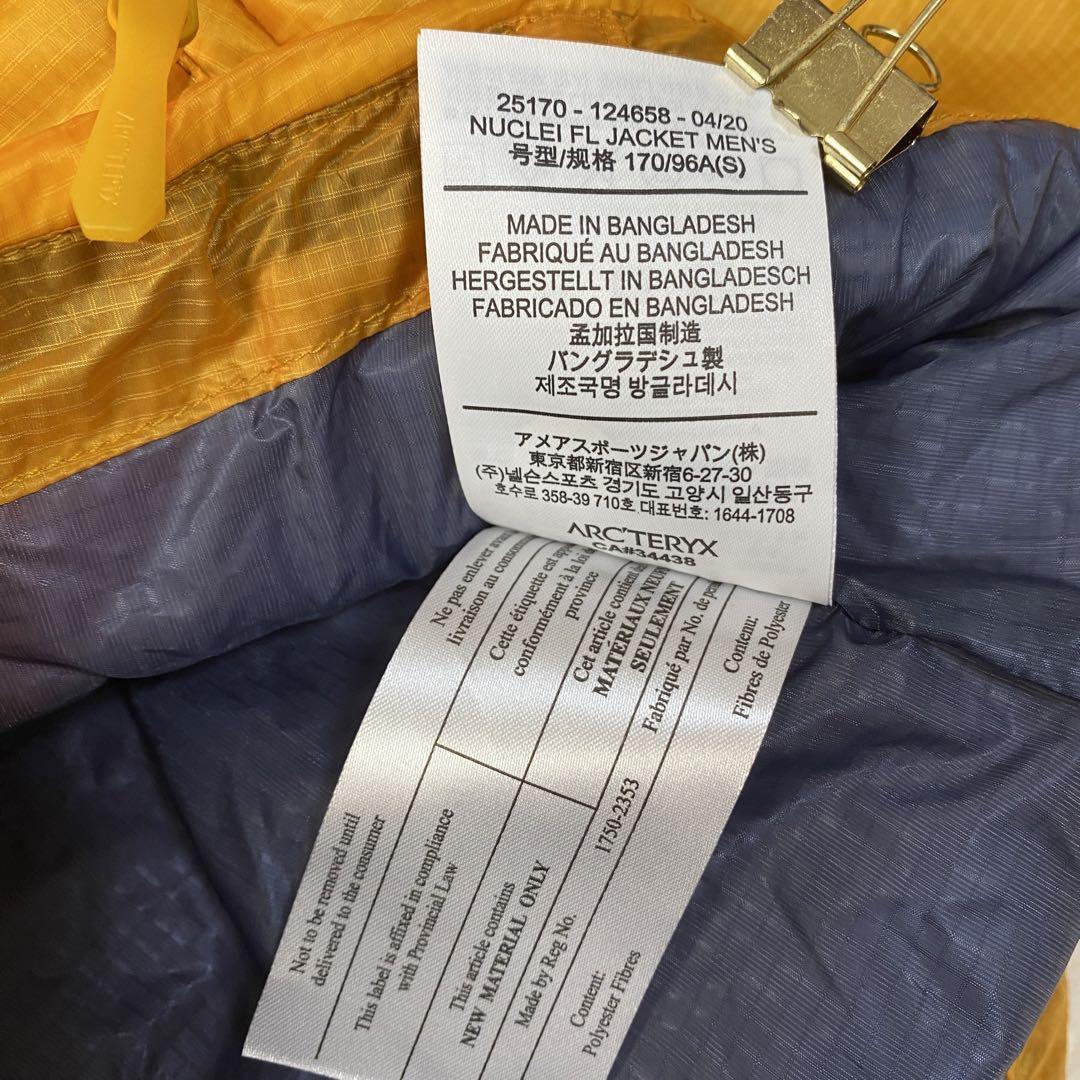 25170 - 124658 - 04/20
NUCLEI FL JACKET MEN'S
号型/规格 170/96A(S)
MADE IN BANGLADESH
FABRIQUÉ AU BANGLADESH
HERGESTELLT IN BANGLADESCH
FABRICADO EN BANGLADESH
孟加拉国制造
バングラデシュ製
제조국명 방글라데시
アメアスポーツジャパン(株)
東京都新宿区新宿6-27-30
(주)넬슨스포츠 경기도 고양시 일산동구
호수로 358-39 710호 대표번호: 1644-1708
ARC'TERYX
CA#34438
Ne pas enlever
livraison au
Cette étiquette est
conformément à la loi
province
Cet article contient
MATÉRIAUX NEUFS
SEULEMENT
Fabriqué par No. de
Contenu:
Fibres de Polyester
Not to be removed until
delivered to the consumer
This label is affixed in compliance
with Provincial Law
This article contains
NEW MATERIAL ONLY
Made by Reg No.
1750-2353
Content:
Polyester Fibres